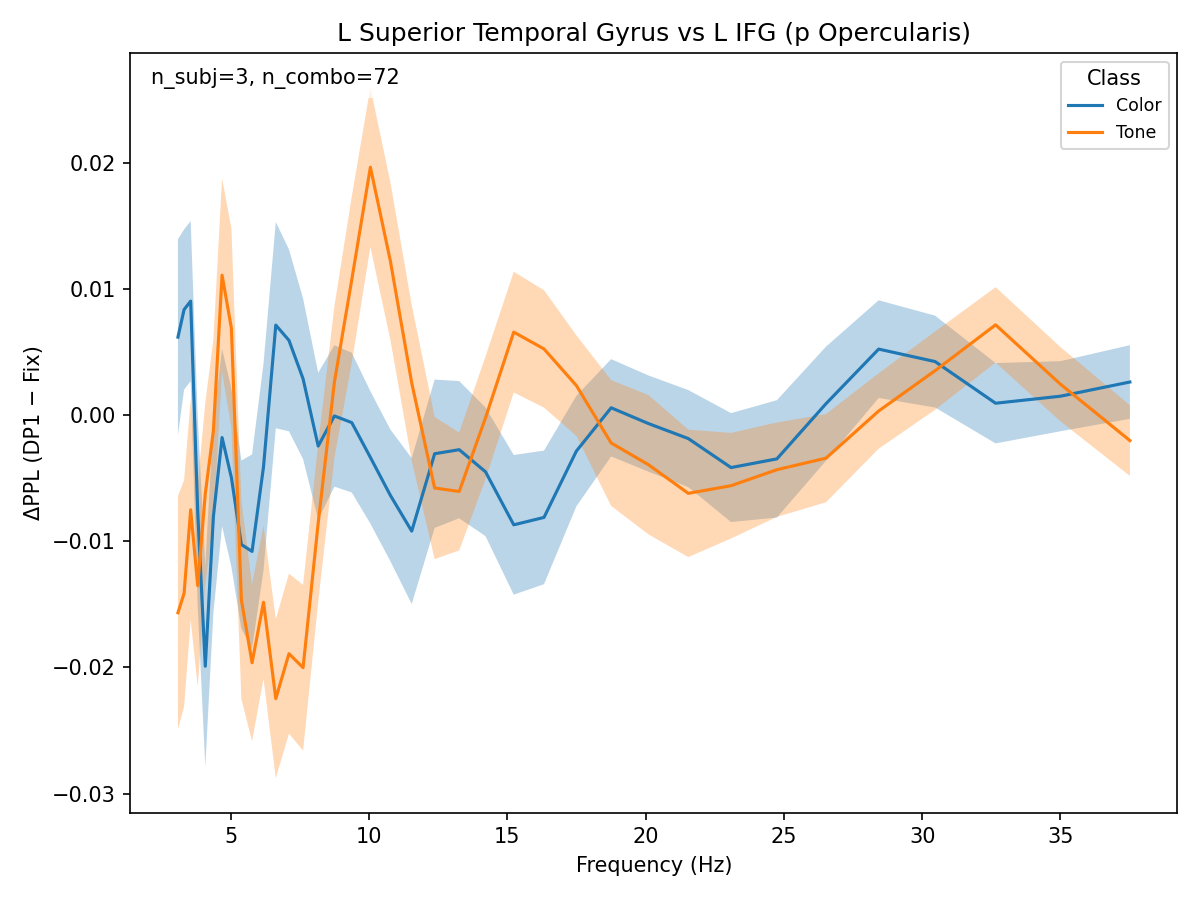 L Superior Temporal Gyrus vs L IFG (p Opercularis)
n_subj=3, n_combo=72
Class
Color
Tone
ΔPPL (DP1 − Fix)
0.02
0.01
0.00
−0.01
−0.02
−0.03
5 10 15 20 25 30 35
Frequency (Hz)